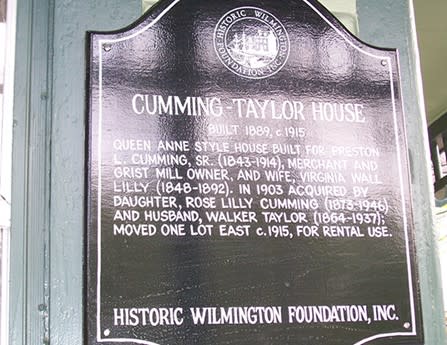 HISTORIC WILMINGTON
FOUNDATION INC.
CUMMING-TAYLOR HOUSE
BUILT 1889, c.1915
QUEEN ANNE STYLE HOUSE BUILT FOR PRESTON
L. CUMMING, SR. (1843-1914), MERCHANT AND
GRIST MILL OWNER, AND WIFE, VIRGINIA WALL
LILLY (1848-1892). IN 1903 ACQUIRED BY
DAUGHTER, ROSE LILLY CUMMING (1873-1946)
AND HUSBAND, WALKER TAYLOR (1864-1937);
MOVED ONE LOT EAST c.1915, FOR RENTAL USE.
HISTORIC WILMINGTON FOUNDATION, INC.